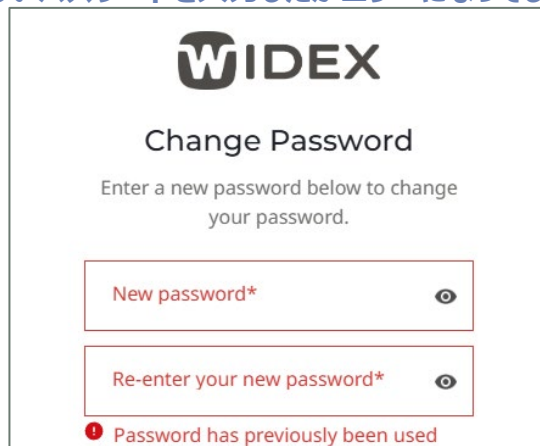 WIDEX
Change Password
Enter a new password below to change
your password.
New password*
Re-enter your new password*
Password has previously been used